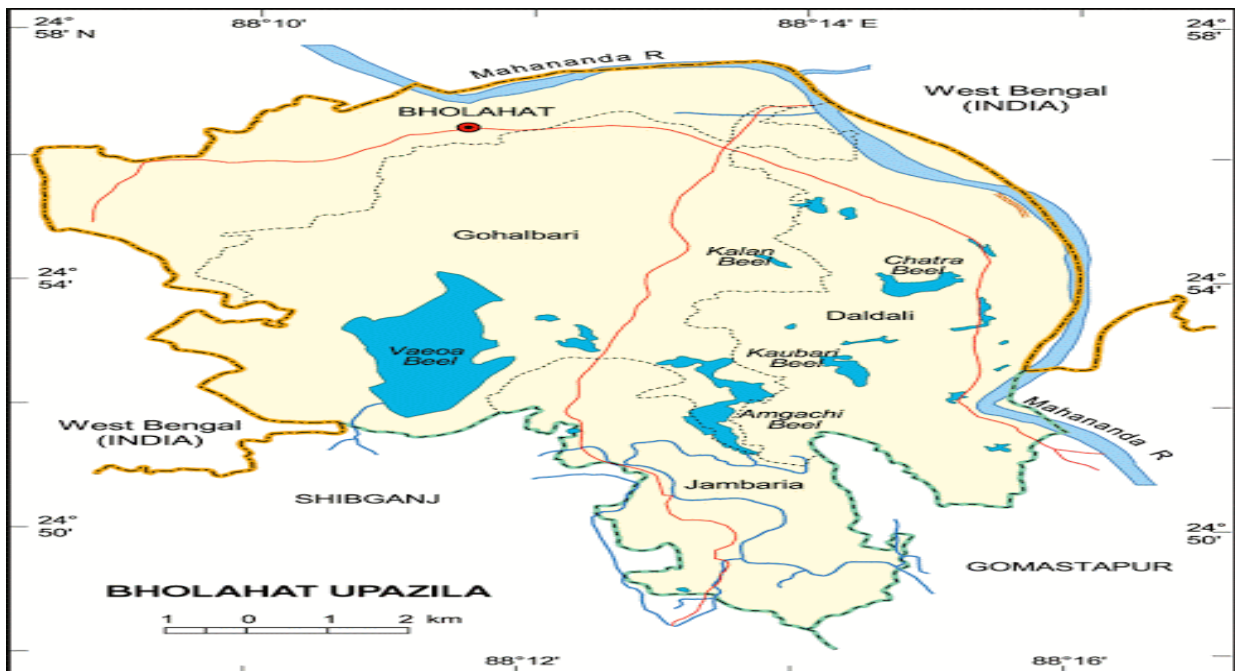 24° 58' N
88°10'
88°14' E
24° 58'
Mahananda R
West Bengal
(INDIA)
BHOLAHAT
Gohalbari
Kalan
Beel
Chatra
Beel
24° 54'
24° 54'
Daldali
Vaeoa
Beel
Kaubari
Beel
Amgachi
Beel
Mahananda R
West Bengal
(INDIA)
Jambaria
SHIBGANJ
24° 50'
24° 50'
GOMASTAPUR
BHOLAHAT UPAZILA
1 0 1 2 km
88°12'
88°16'